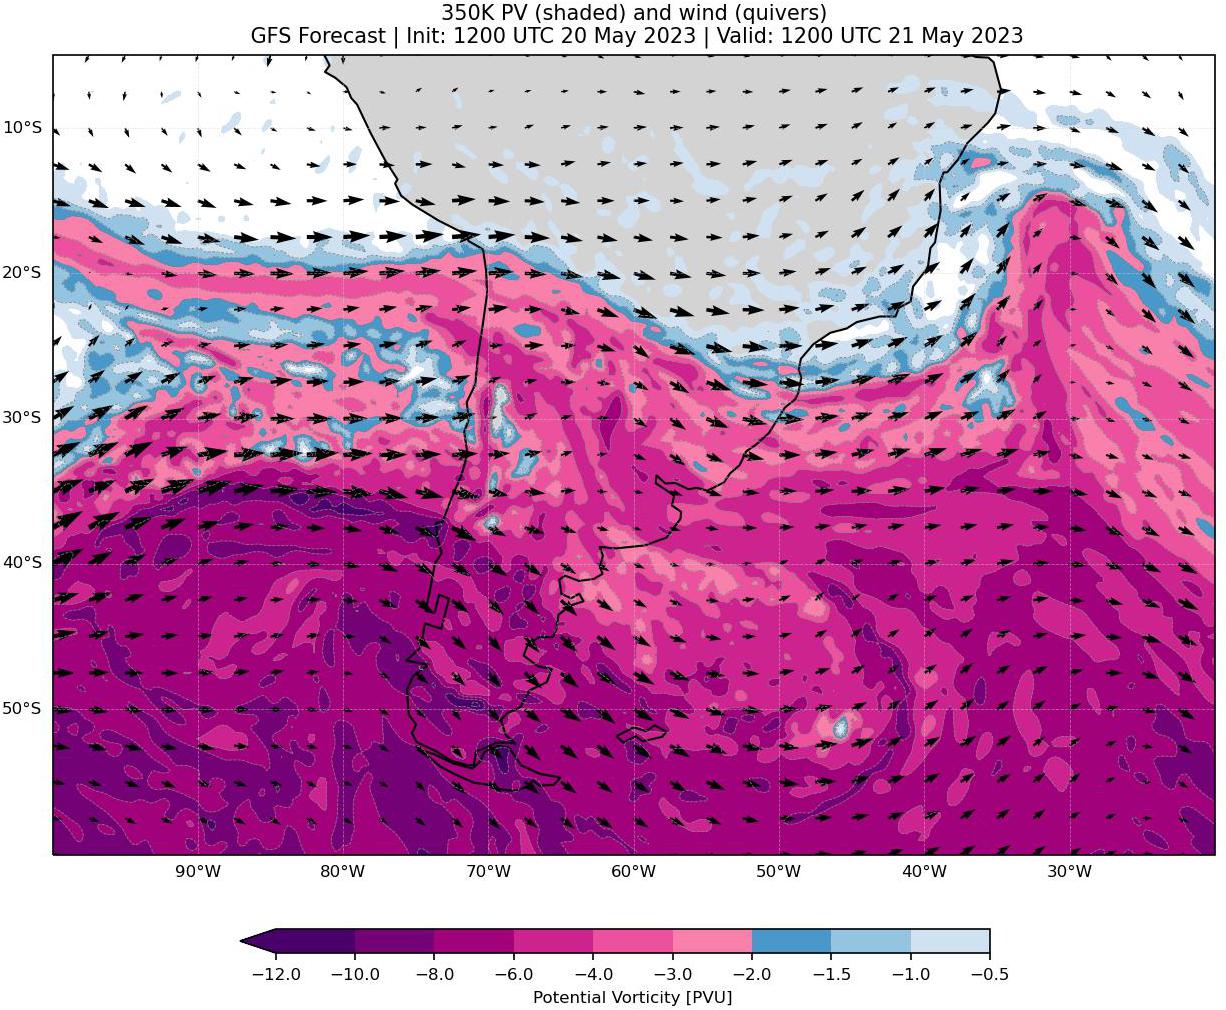 350K PV (shaded) and wind (quivers)
GFS Forecast | Init: 1200 UTC 20 May 2023 | Valid: 1200 UTC 21 May 2023
10°S
20°S
30°S
40°S
50°S
90°W 80°W 70°W 60°W 50°W 40°W 30°W
−12.0 −10.0 −8.0 −6.0 −4.0 −3.0 −2.0 −1.5 −1.0 −0.5
Potential Vorticity [PVU]